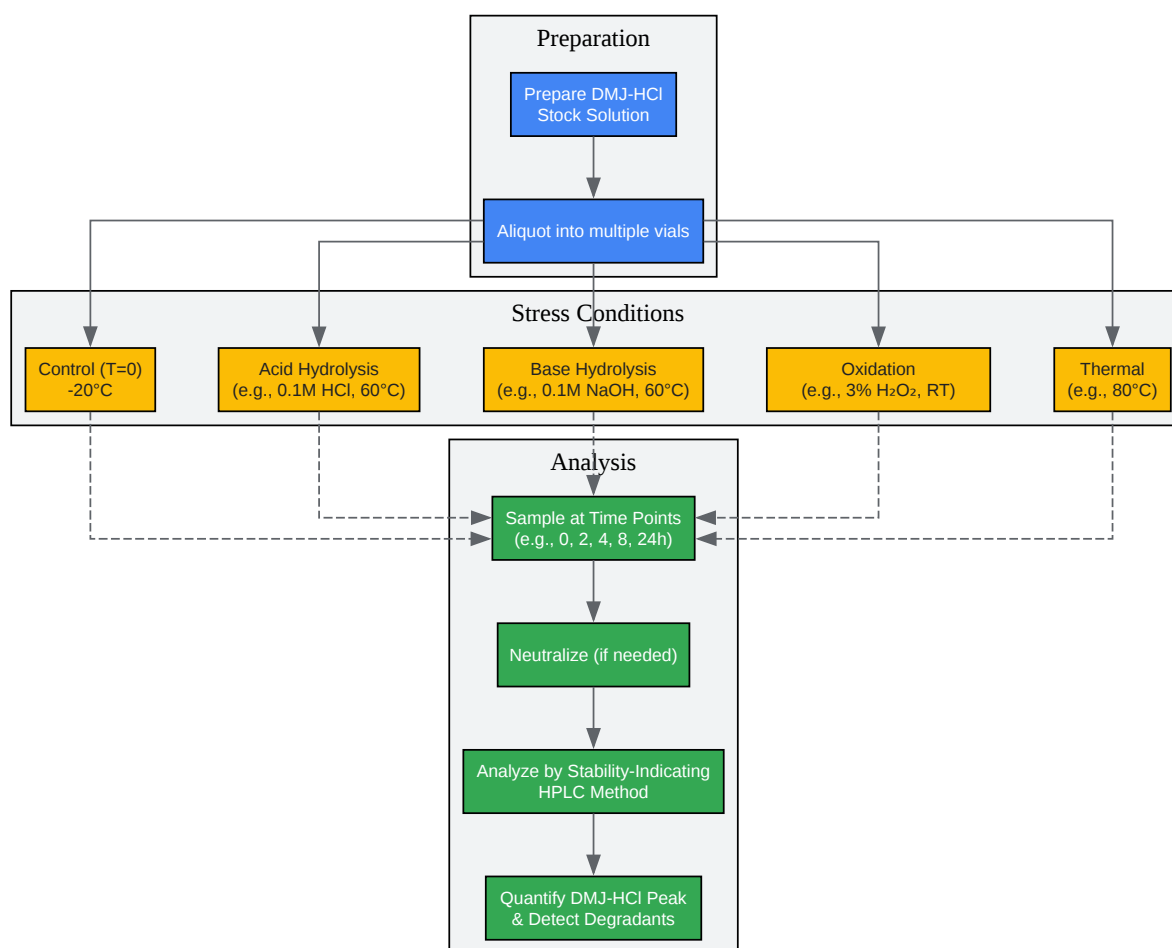 Preparation
Prepare DMJ-HCl
Stock Solution
Aliquot into multiple vials
Stress Conditions
Control (T=0)
-20°C
Acid Hydrolysis
(e.g., 0.1M HCl, 60°C)
Base Hydrolysis
(e.g., 0.1M NaOH, 60°C)
Oxidation
(e.g., 3% H₂O₂, RT)
Thermal
(e.g., 80°C)
Analysis
Sample at Time Points
(e.g., 0, 2, 4, 8, 24h)
Neutralize (if needed)
Analyze by Stability-Indicating
HPLC Method
Quantify DMJ-HCl Peak
& Detect Degradants